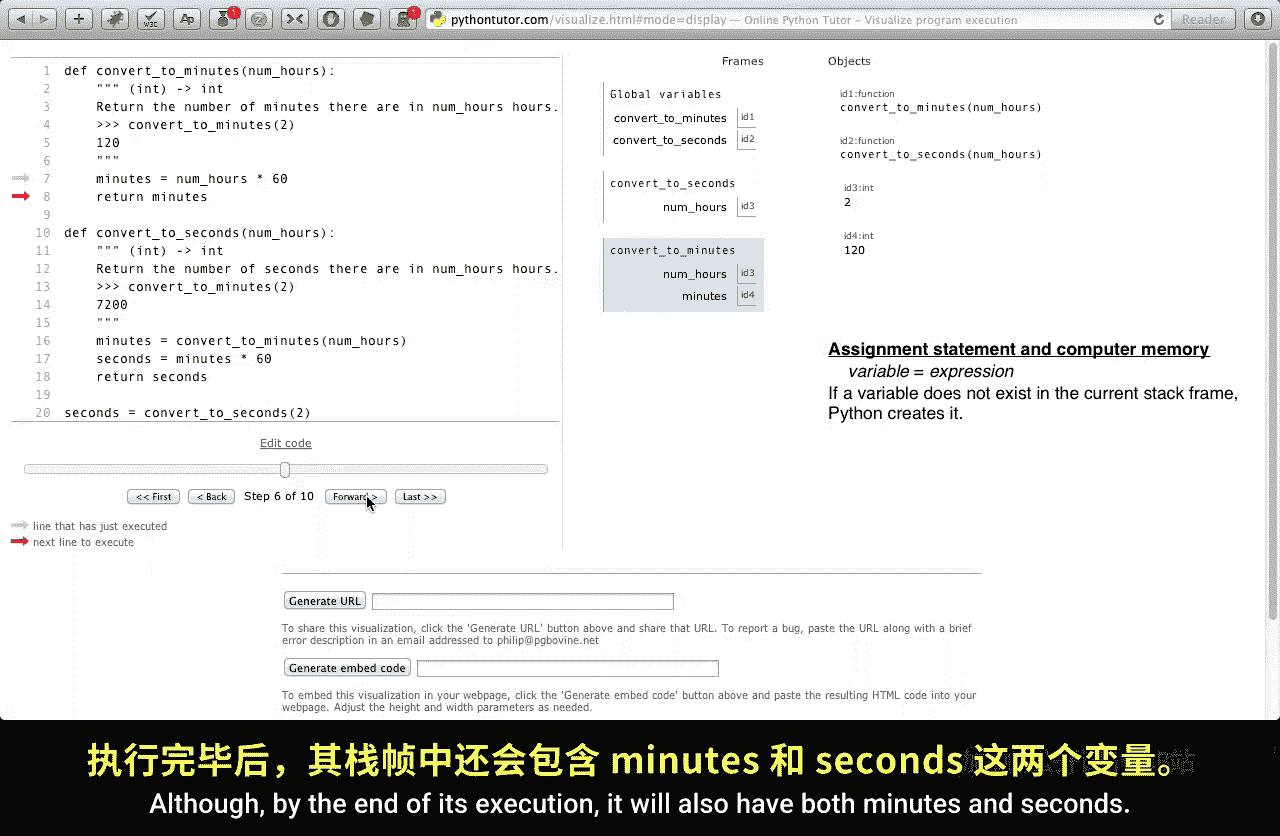 W3C
Ap
1
Z
1
pythontutor.com/visualize.html#mode=display — Online Python Tutor – Visualize program execution
Reader
1 def convert_to_minutes(num_hours):
2 """ (int) -> int
3 Return the number of minutes there are in num_hours hours.
4 >>> convert_to_minutes(2)
5 120
6 """
7 minutes = num_hours * 60
8 return minutes
9
10 def convert_to_seconds(num_hours):
11 """ (int) -> int
12 Return the number of seconds there are in num_hours hours.
13 >>> convert_to_minutes(2)
14 7200
15 """
16 minutes = convert_to_minutes(num_hours)
17 seconds = minutes * 60
18 return seconds
19
20 seconds = convert_to_seconds(2)
Edit code
<< First < Back Step 6 of 10 Forward > Last >>
line that has just executed
next line to execute
Frames
Objects
Global variables
convert_to_minutes id1
convert_to_seconds id2
convert_to_seconds
num_hours id3
convert_to_minutes
num_hours id3
minutes id4
id1:function
convert_to_minutes(num_hours)
id2:function
convert_to_seconds(num_hours)
id3:int
2
id4:int
120
Assignment statement and computer memory
variable = expression
If a variable does not exist in the current stack frame,
Python creates it.
Generate URL
To share this visualization, click the 'Generate URL' button above and share that URL. To report a bug, paste the URL along with a brief
error description in an email addressed to philip@pgbovine.net
Generate embed code
To embed this visualization in your webpage, click the 'Generate embed code' button above and paste the resulting HTML code into your
webpage. Adjust the height and width parameters as needed.
执行完毕后，其栈帧中还会包含 minutes 和 seconds 这两个变量。
Although, by the end of its execution, it will also have both minutes and seconds.